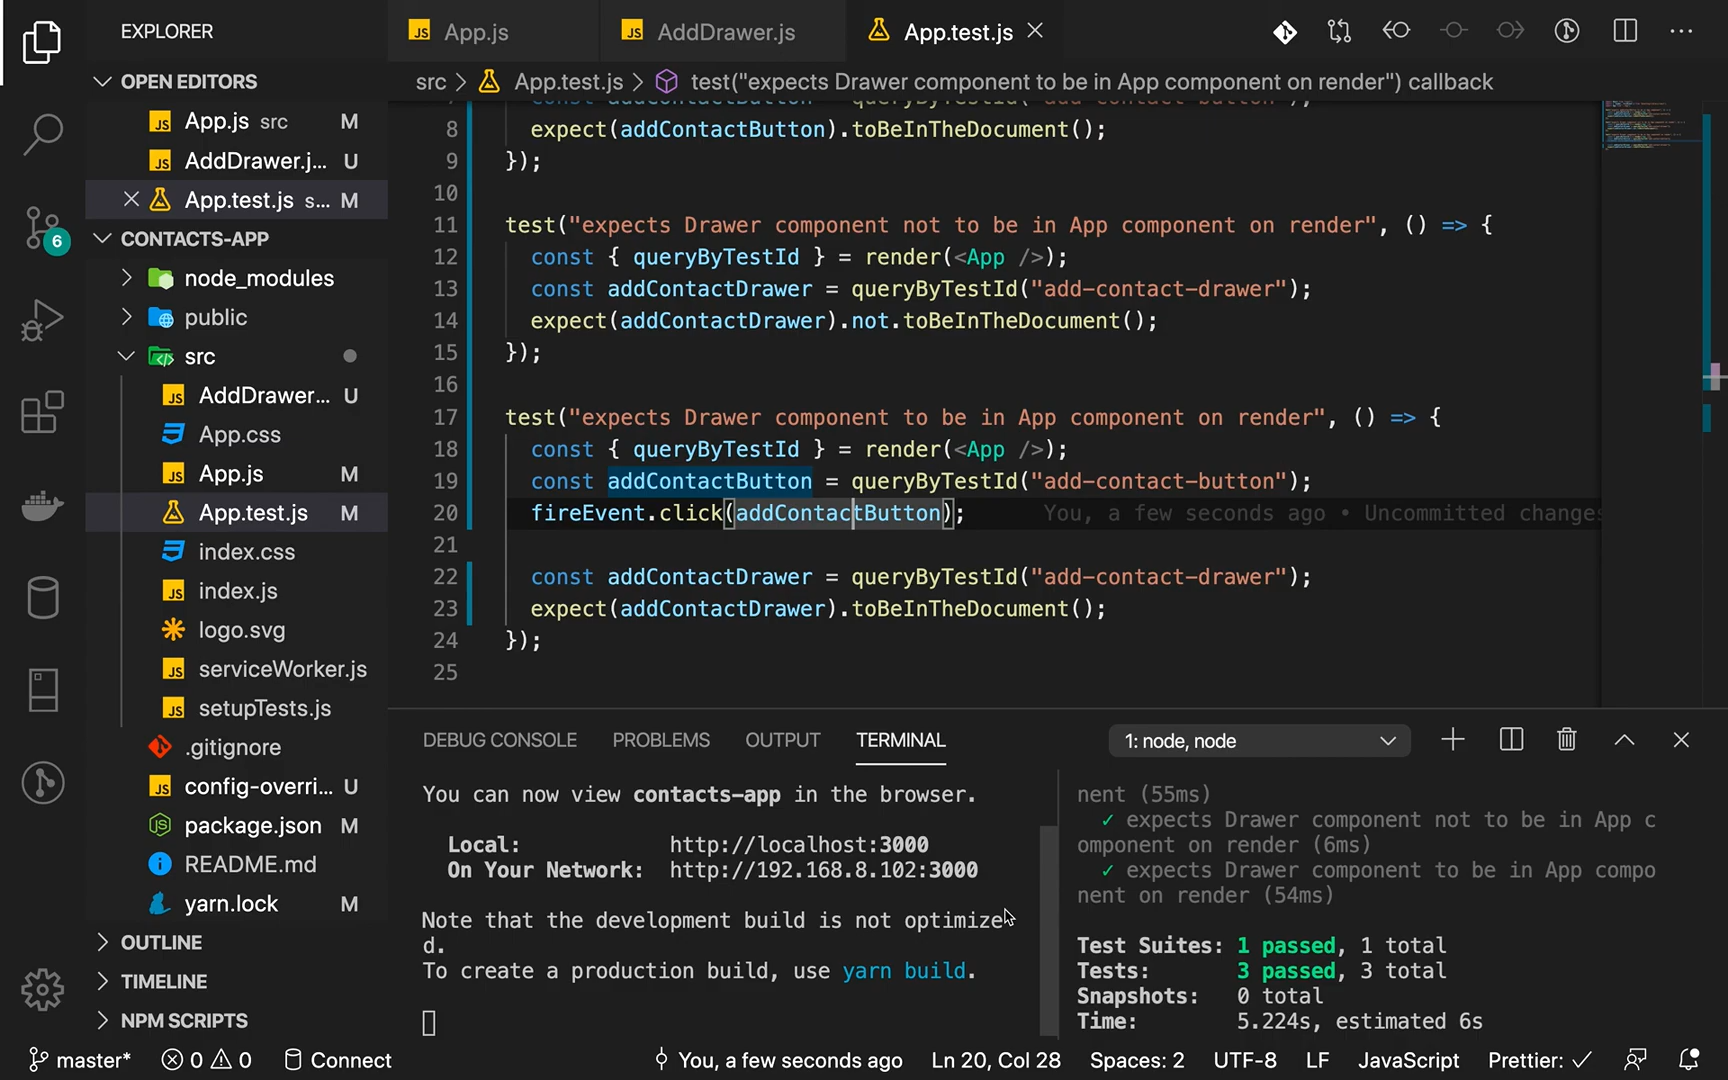 EXPLORER
App.js
AddDrawer.js
App.test.js
OPEN EDITORS
App.js src M
AddDrawer.j... U
App.test.js s... M
CONTACTS-APP
node_modules
public
src
AddDrawer... U
App.css
App.js M
App.test.js M
index.css
index.js
logo.svg
serviceWorker.js
setupTests.js
.gitignore
config-overri... U
package.json M
README.md
yarn.lock M
OUTLINE
TIMELINE
NPM SCRIPTS
6
src > App.test.js > test("expects Drawer component to be in App component on render") callback
8 expect(addContactButton).toBeInTheDocument();
9 });
10
11 test("expects Drawer component not to be in App component on render", () => {
12 const { queryByTestId } = render(<App />);
13 const addContactDrawer = queryByTestId("add-contact-drawer");
14 expect(addContactDrawer).not.toBeInTheDocument();
15 });
16
17 test("expects Drawer component to be in App component on render", () => {
18 const { queryByTestId } = render(<App />);
19 const addContactButton = queryByTestId("add-contact-button");
20 fireEvent.click(addContactButton); You, a few seconds ago • Uncommitted changes
21
22 const addContactDrawer = queryByTestId("add-contact-drawer");
23 expect(addContactDrawer).toBeInTheDocument();
24 });
25
DEBUG CONSOLE PROBLEMS OUTPUT TERMINAL
1: node, node
You can now view contacts-app in the browser.
Local: http://localhost:3000
On Your Network: http://192.168.8.102:3000
Note that the development build is not optimize
d.
To create a production build, use yarn build.
nent (55ms)
✓ expects Drawer component not to be in App c
omponent on render (6ms)
✓ expects Drawer component to be in App compo
nent on render (54ms)
Test Suites: 1 passed, 1 total
Tests: 3 passed, 3 total
Snapshots: 0 total
Time: 5.224s, estimated 6s
master* 0 0 Connect You, a few seconds ago Ln 20, Col 28 Spaces: 2 UTF-8 LF JavaScript Prettier: ✓